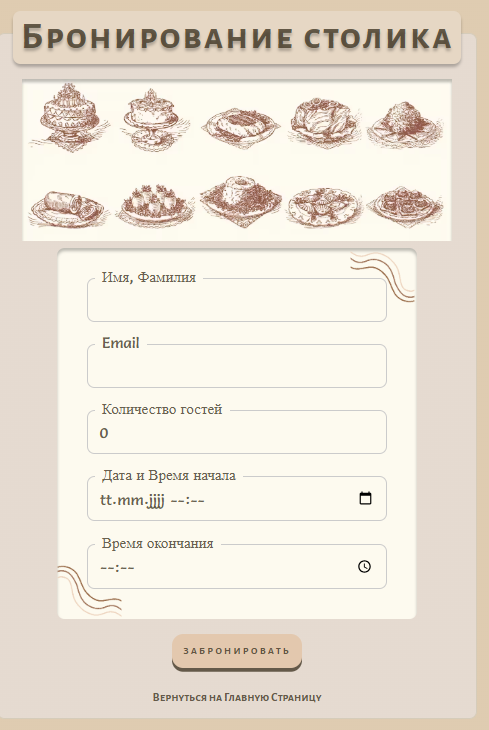 Бронирование столика
Имя, Фамилия
Email
Количество гостей
0
Дата и Время начала
tt.mm.jjjj --:--
Время окончания
--:--
ЗАБРОНИРОВАТЬ
Вернуться на Главную Страницу